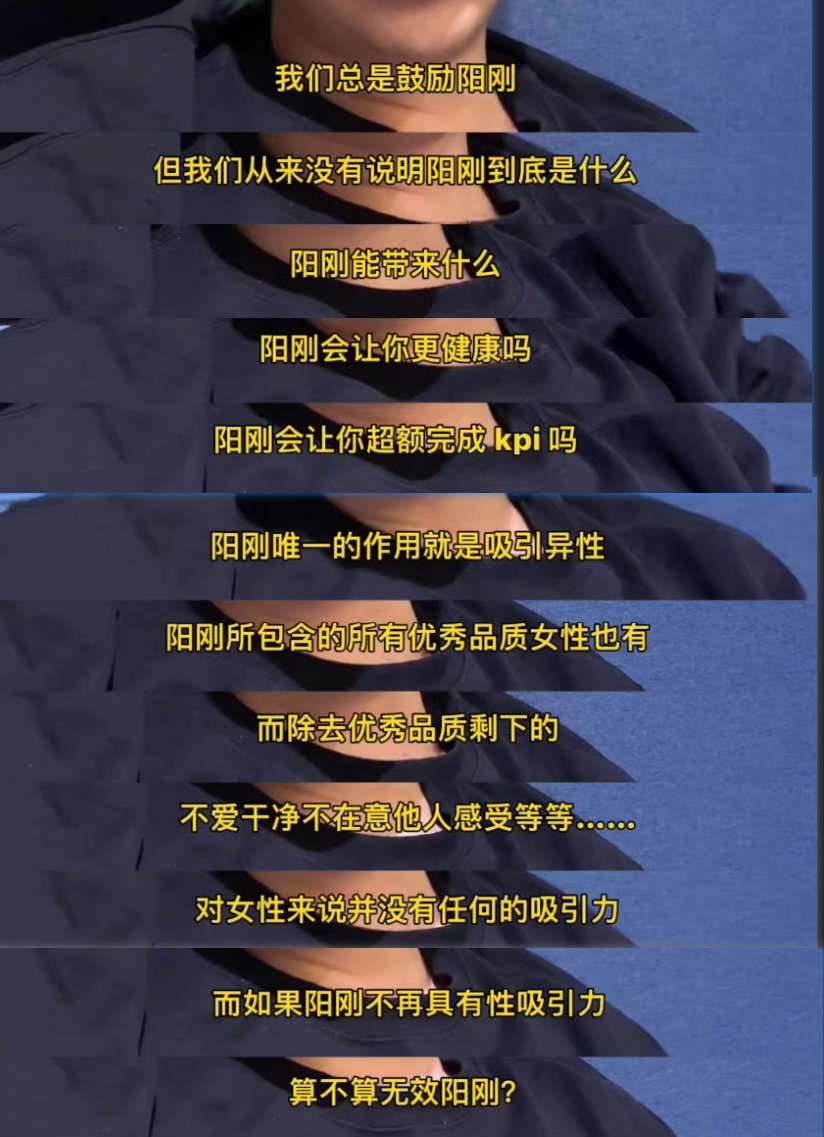 我们总是鼓励阳刚
但我们从来没有说明阳刚到底是什么
阳刚能带来什么
阳刚会让你更健康吗
阳刚会让你超额完成 kpi 吗
阳刚唯一的作用就是吸引异性
阳刚所包含的所有优秀品质女性也有
而除去优秀品质剩下的
不爱干净不在意他人感受等等......
对女性来说并没有任何的吸引力
而如果阳刚不再具有性吸引力
算不算无效阳刚?